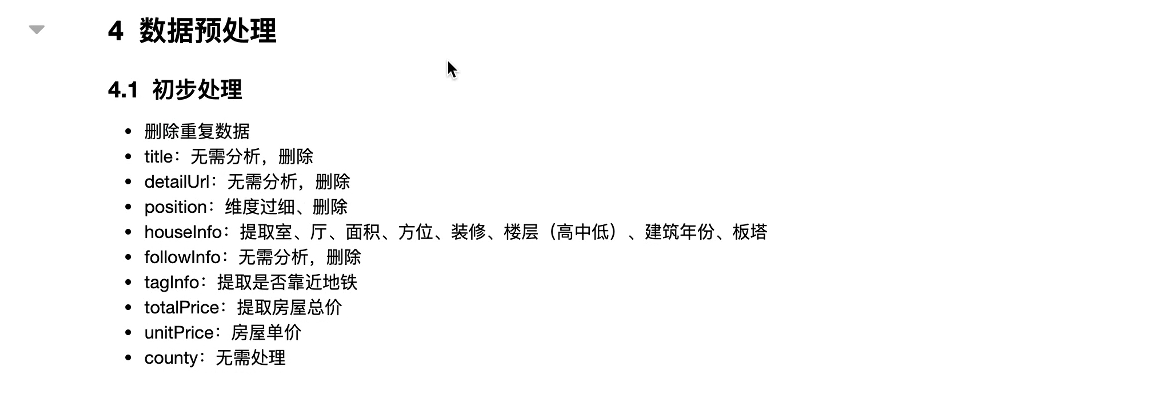 4 数据预处理
4.1 初步处理
• 删除重复数据
• title：无需分析，删除
• detailUrl：无需分析，删除
• position：维度过细、删除
• houseInfo：提取室、厅、面积、方位、装修、楼层（高中低）、建筑年份、板塔
• followInfo：无需分析，删除
• tagInfo：提取是否靠近地铁
• totalPrice：提取房屋总价
• unitPrice：房屋单价
• county：无需处理